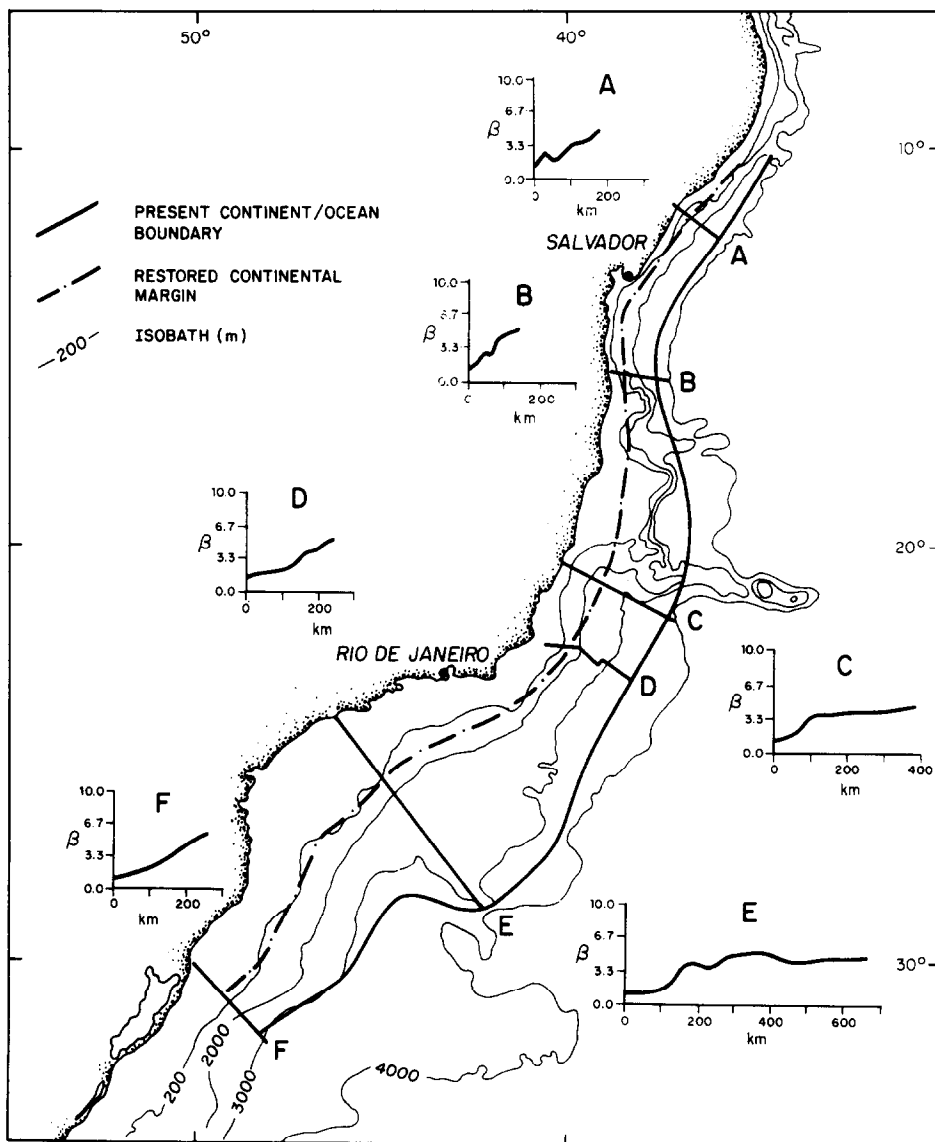 50°
40°
10.0
6.7
3.3
0.0
β
A
0
200
km
10°
PRESENT CONTINENT/OCEAN
BOUNDARY
RESTORED CONTINENTAL
MARGIN
—200— ISOBATH (m)
SALVADOR
A
10.0
6.7
3.3
0.0
β
B
0
200
km
B
10.0
6.7
3.3
0.0
β
D
0
200
km
20°
RIO DE JANEIRO
C
D
10.0
6.7
3.3
0.0
β
C
0
200
400
km
10.0
6.7
3.3
0.0
β
F
0
200
km
E
10.0
6.7
3.3
0.0
β
E
0
200
400
600
km
30°
F
200
2000
3000
4000